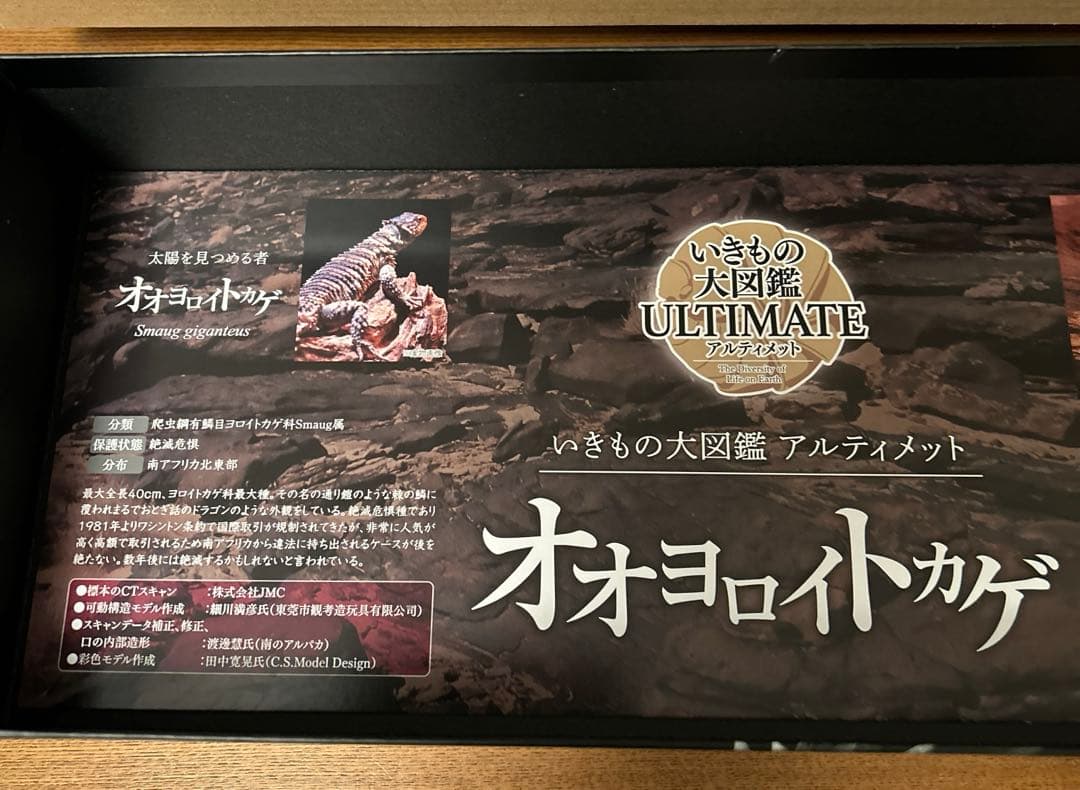 太陽を見つめる者
オオヨロイトカゲ
Smaug giganteus
分類 爬虫綱有鱗目ヨロイトカゲ科Smaug属
保護状態 絶滅危惧
分布 南アフリカ北東部
最大全長40cm、ヨロイトカゲ科最大種。その名の通り鎧のような棘の鱗に
覆われまるでおとぎ話のドラゴンのような外観をしている。絶滅危惧種であり
1981年よりワシントン条約で国際取引が規制されてきたが、非常に人気が
高く高額で取引されるため南アフリカから違法に持ち出されるケースが後を
絶たない。数年後には絶滅するかもしれないと言われている。
●標本のCTスキャン :株式会社JMC
●可動構造モデル作成 :細川満彦氏(東莞市観考造玩具有限公司)
●スキャンデータ補正、修正、
口の内部造形 :渡邊慧氏(南のアルパカ)
●彩色モデル作成 :田中寛晃氏(C.S.Model Design)
いきもの
大図鑑
ULTIMATE
アルティメット
The Diversity of
Life on Earth
いきもの大図鑑 アルティメット
オオヨロイトカゲ